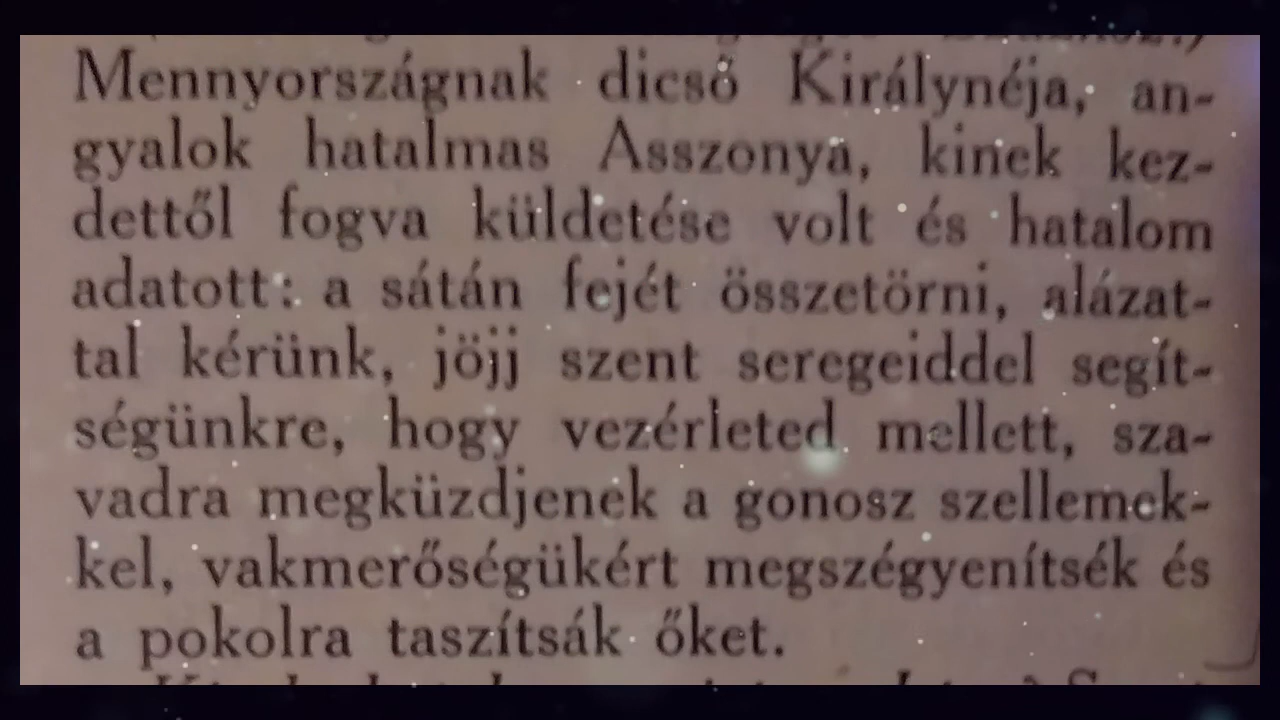 Mennyországnak dicső Királynéja, an-
gyalok hatalmas Asszonya, kinek kez-
dettől fogva küldetése volt és hatalom
adatott: a sátán fejét összetörni, alázat-
tal kérünk, jöjj szent seregeiddel segít-
ségünkre, hogy vezérleted mellett, sza-
vadra megküzdjenek a gonosz szellemek-
kel, vakmerőségükért megszégyenítsék és
a pokolra taszítsák őket.